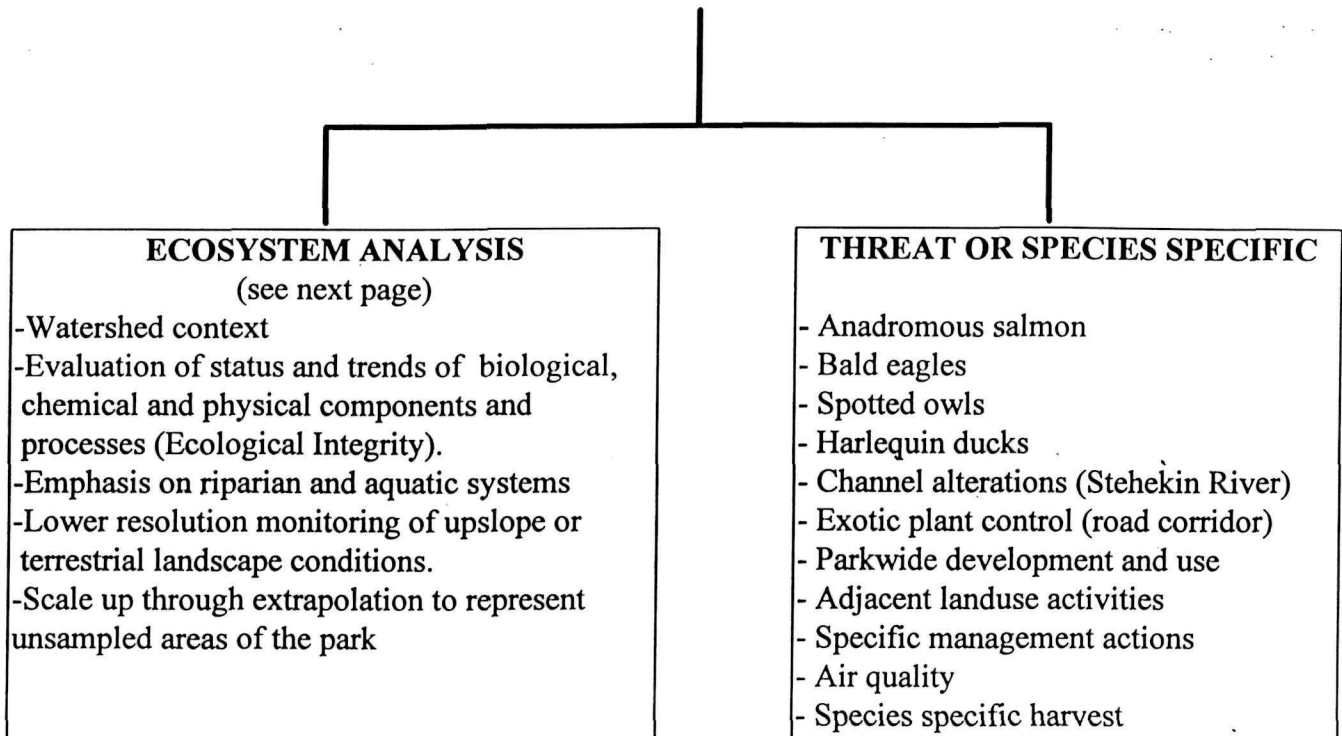 ECOSYSTEM ANALYSIS
(see next page)
-Watershed context
-Evaluation of status and trends of biological,
chemical and physical components and
processes (Ecological Integrity).
-Emphasis on riparian and aquatic systems
-Lower resolution monitoring of upslope or
terrestrial landscape conditions.
-Scale up through extrapolation to represent
unsampled areas of the park
THREAT OR SPECIES SPECIFIC
- Anadromous salmon
- Bald eagles
- Spotted owls
- Harlequin ducks
- Channel alterations (Stehekin River)
- Exotic plant control (road corridor)
- Parkwide development and use
- Adjacent landuse activities
- Specific management actions
- Air quality
- Species specific harvest